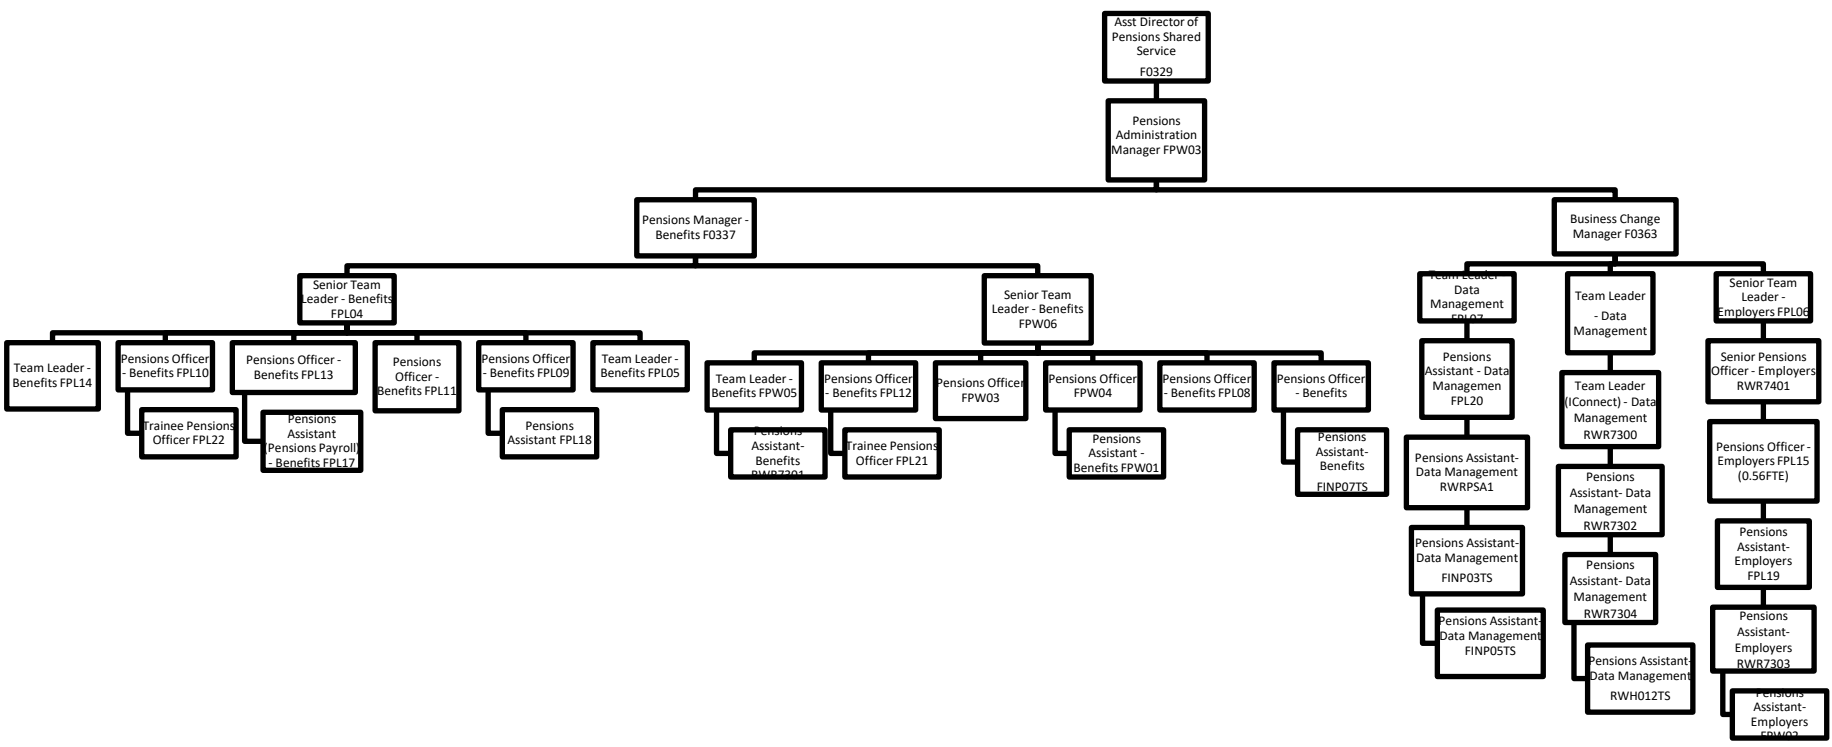 Asst Director of
Pensions Shared
Service
F0329
Pensions
Administration
Manager FPW03
Pensions Manager -
Benefits F0337
Business Change
Manager F0363
Senior Team
Leader - Benefits
FPL04
Senior Team
Leader - Benefits
FPW06
Team Leader
Data
Management
FPL07
Team Leader
- Data
Management
Senior Team
Leader -
Employers FPL06
Team Leader -
Benefits FPL14
Pensions Officer
- Benefits FPL10
Pensions Officer -
Benefits FPL13
Pensions
Officer -
Benefits FPL11
Pensions Officer
- Benefits FPL09
Team Leader -
Benefits FPL05
Trainee Pensions
Officer FPL22
Pensions
Assistant
(Pensions Payroll)
- Benefits FPL17
Pensions
Assistant FPL18
Team Leader -
Benefits FPW05
Pensions Officer
- Benefits FPL12
Pensions Officer
FPW03
Pensions Officer
FPW04
Pensions Officer
- Benefits FPL08
Pensions Officer
- Benefits
Pensions
Assistant-
Benefits
RWR7301
Trainee Pensions
Officer FPL21
Pensions
Assistant -
Benefits FPW01
Pensions
Assistant-
Benefits
FINP07TS
Pensions
Assistant - Data
Managemen
FPL20
Pensions Assistant-
Data Management
RWRPSA1
Pensions Assistant-
Data Management
FINP03TS
Pensions Assistant-
Data Management
FINP05TS
Team Leader
(IConnect) - Data
Management
RWR7300
Pensions
Assistant- Data
Management
RWR7302
Pensions
Assistant- Data
Management
RWR7304
Pensions Assistant-
Data Management
RWH012TS
Senior Pensions
Officer - Employers
RWR7401
Pensions Officer -
Employers FPL15
(0.56FTE)
Pensions
Assistant-
Employers
FPL19
Pensions
Assistant-
Employers
RWR7303
Pensions
Assistant-
Employers
FPW02